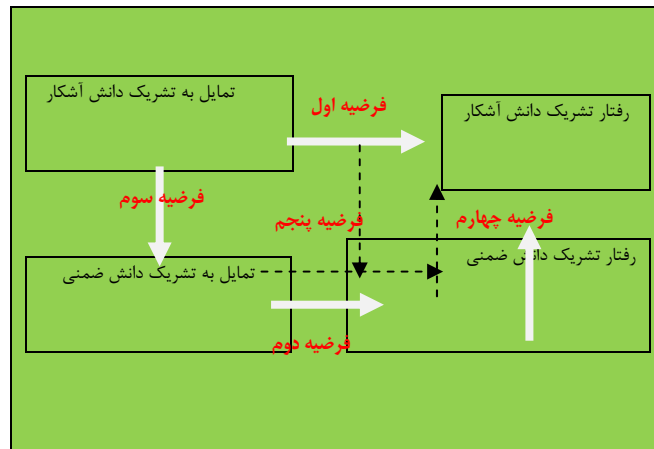 تمایل به تشریک دانش آشکار
فرضیه اول
رفتار تشریک دانش آشکار
فرضیه سوم
فرضیه پنجم
فرضیه چهارم
تمایل به تشریک دانش ضمنی
رفتار تشریک دانش ضمنی
فرضیه دوم